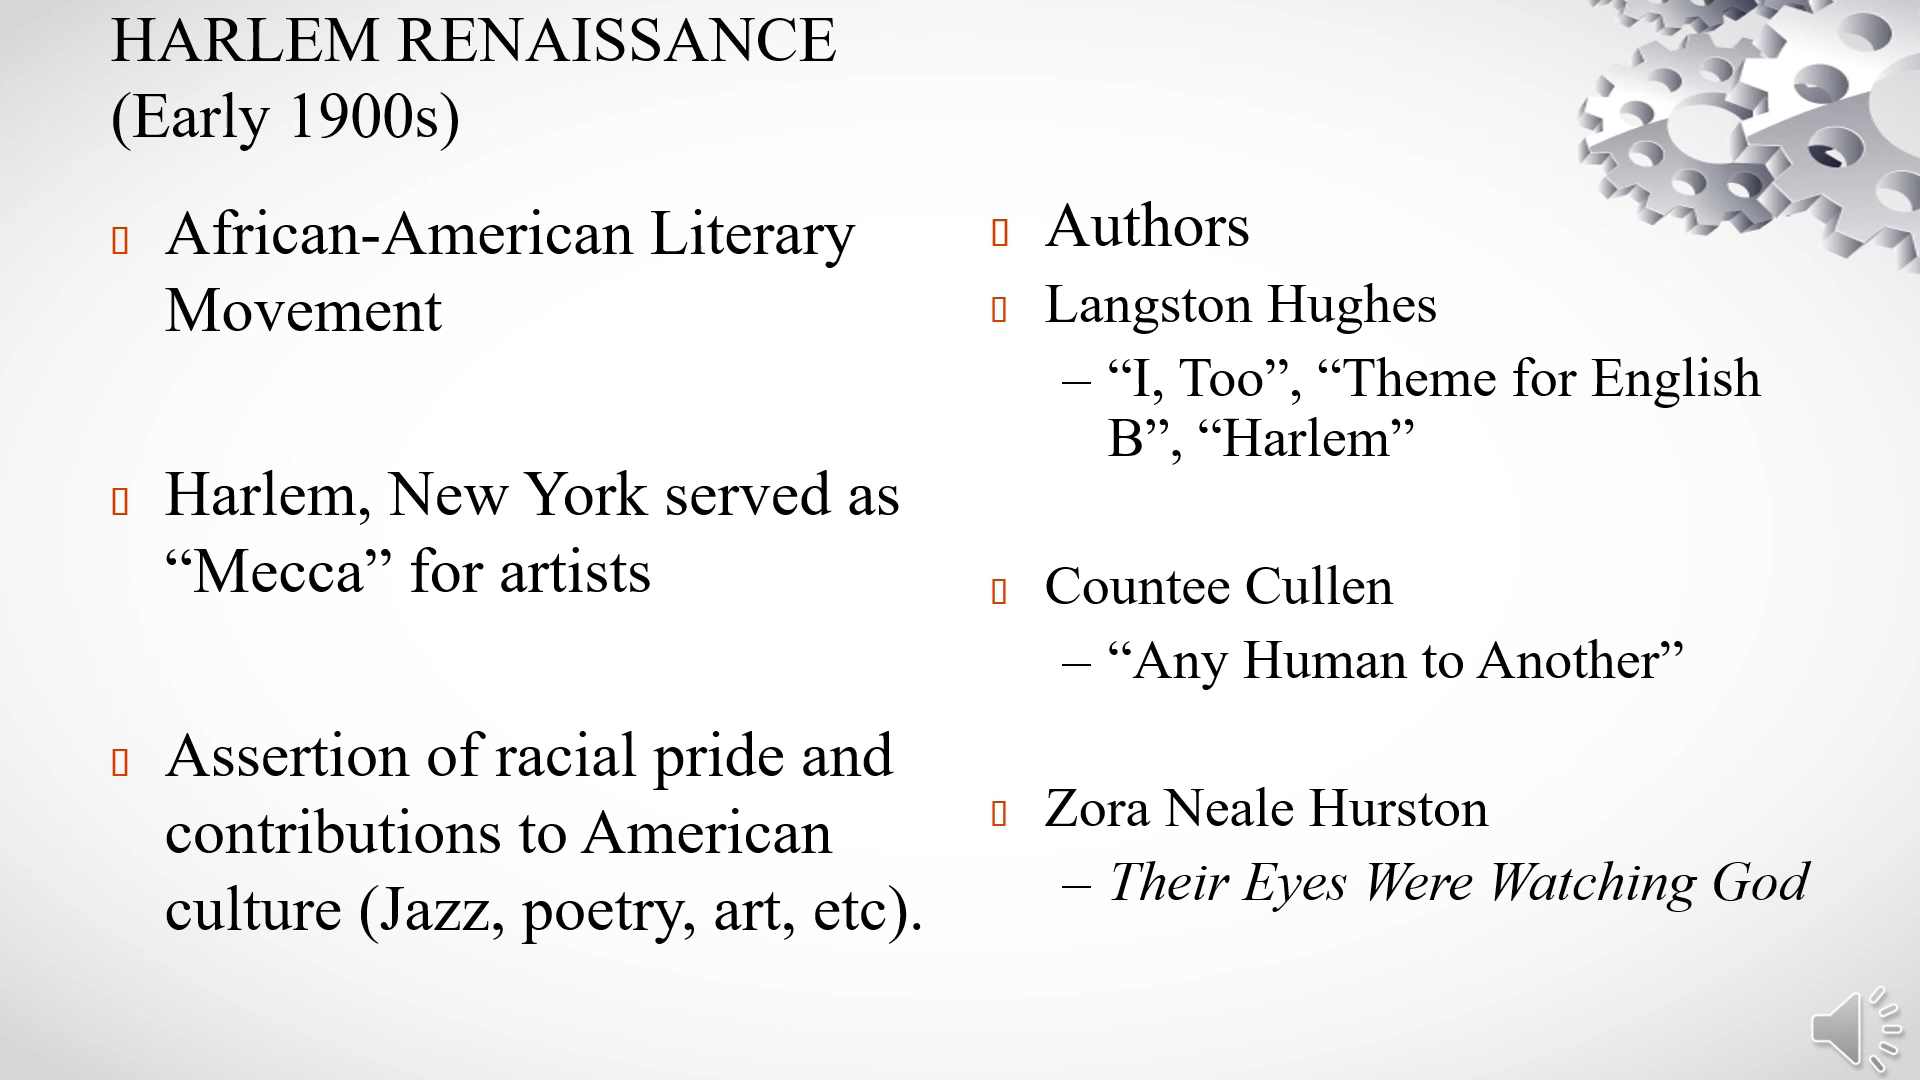 HARLEM RENAISSANCE
(Early 1900s)
African-American Literary
Movement
Harlem, New York served as
“Mecca” for artists
Assertion of racial pride and
contributions to American
culture (Jazz, poetry, art, etc).
Authors
Langston Hughes
– “I, Too”, “Theme for English
B”, “Harlem”
Countee Cullen
– “Any Human to Another”
Zora Neale Hurston
– Their Eyes Were Watching God